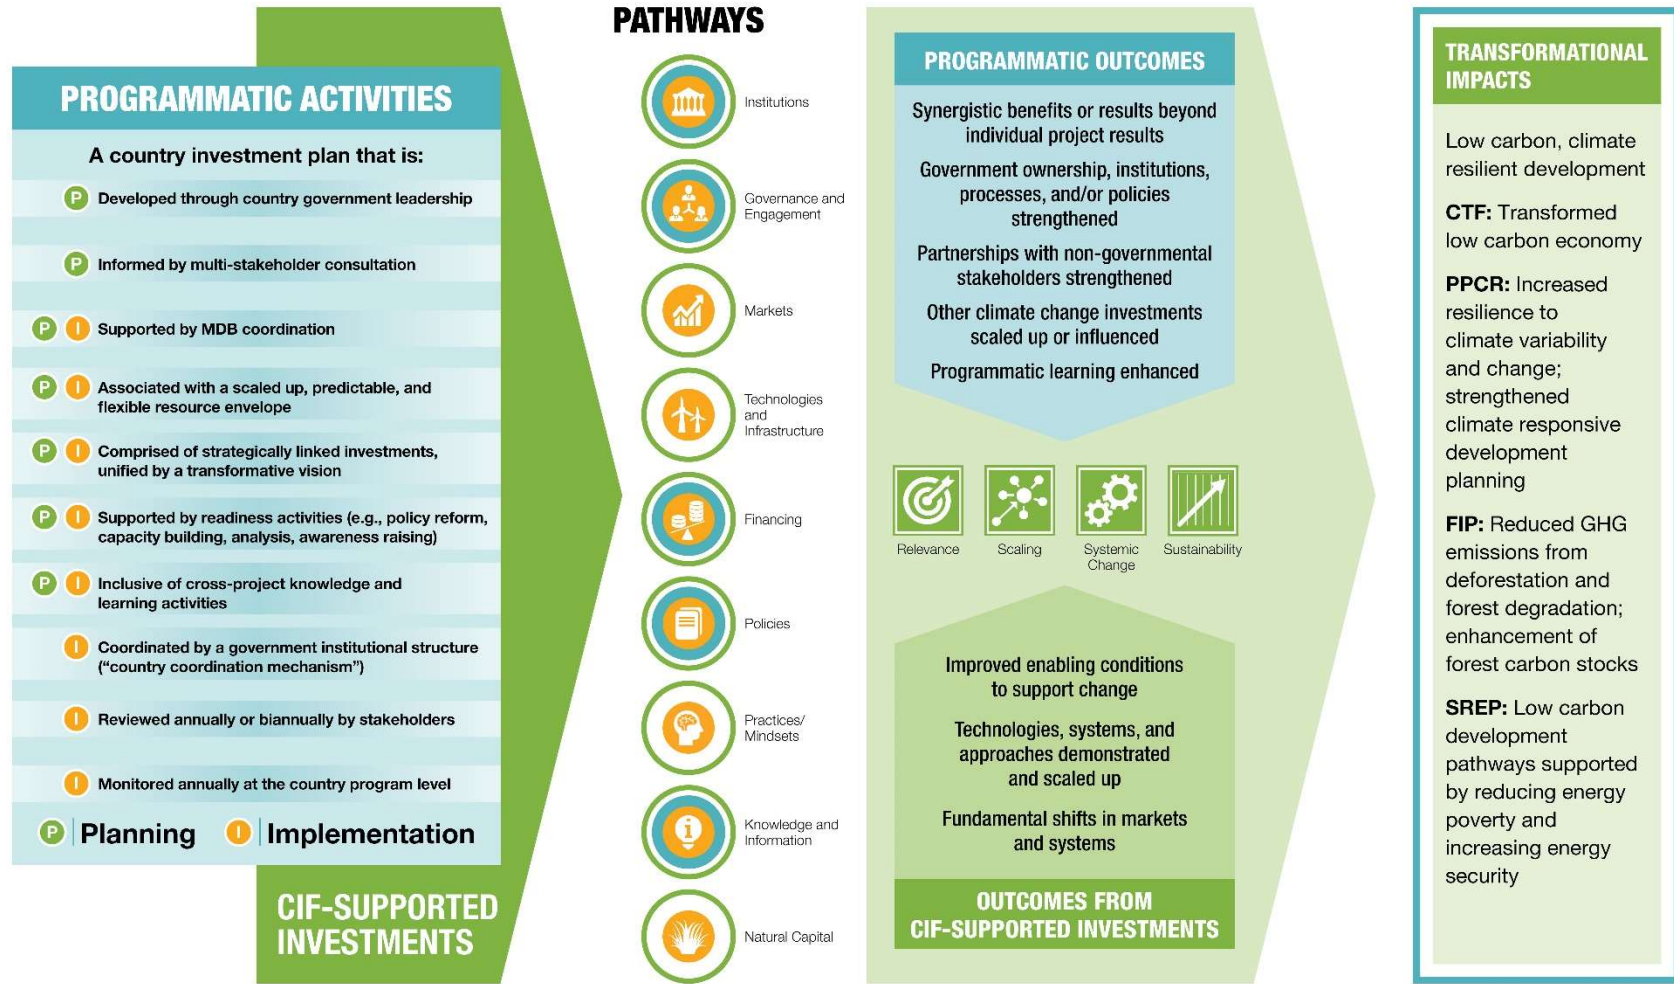 PROGRAMMATIC ACTIVITIES
A country investment plan that is:
P Developed through country government leadership
P Informed by multi-stakeholder consultation
P I Supported by MDB coordination
P I Associated with a scaled up, predictable, and
flexible resource envelope
P I Comprised of strategically linked investments,
unified by a transformative vision
P I Supported by readiness activities (e.g., policy reform,
capacity building, analysis, awareness raising)
P I Inclusive of cross-project knowledge and
learning activities
I Coordinated by a government institutional structure
(“country coordination mechanism”)
I Reviewed annually or biannually by stakeholders
I Monitored annually at the country program level
P Planning I Implementation
CIF-SUPPORTED
INVESTMENTS
PATHWAYS
Institutions
Governance and
Engagement
Markets
Technologies
and
Infrastructure
Financing
Policies
Practices/
Mindsets
i
Knowledge and
Information
Natural Capital
PROGRAMMATIC OUTCOMES
Synergistic benefits or results beyond
individual project results
Government ownership, institutions,
processes, and/or policies
strengthened
Partnerships with non-governmental
stakeholders strengthened
Other climate change investments
scaled up or influenced
Programmatic learning enhanced
Relevance
Scaling
Systemic
Change
Sustainability
Improved enabling conditions
to support change
Technologies, systems, and
approaches demonstrated
and scaled up
Fundamental shifts in markets
and systems
OUTCOMES FROM
CIF-SUPPORTED INVESTMENTS
TRANSFORMATIONAL
IMPACTS
Low carbon, climate
resilient development
CTF: Transformed
low carbon economy
PPCR: Increased
resilience to
climate variability
and change;
strengthened
climate responsive
development
planning
FIP: Reduced GHG
emissions from
deforestation and
forest degradation;
enhancement of
forest carbon stocks
SREP: Low carbon
development
pathways supported
by reducing energy
poverty and
increasing energy
security